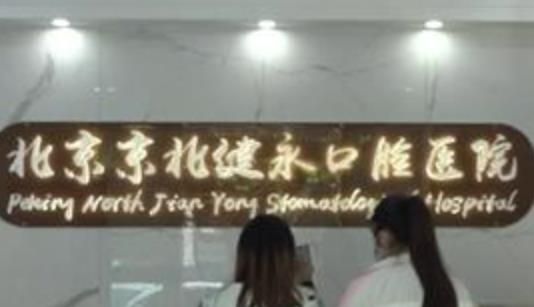 北京京北健永口腔医院
Peking North Jian Yong Stomatological Hospital